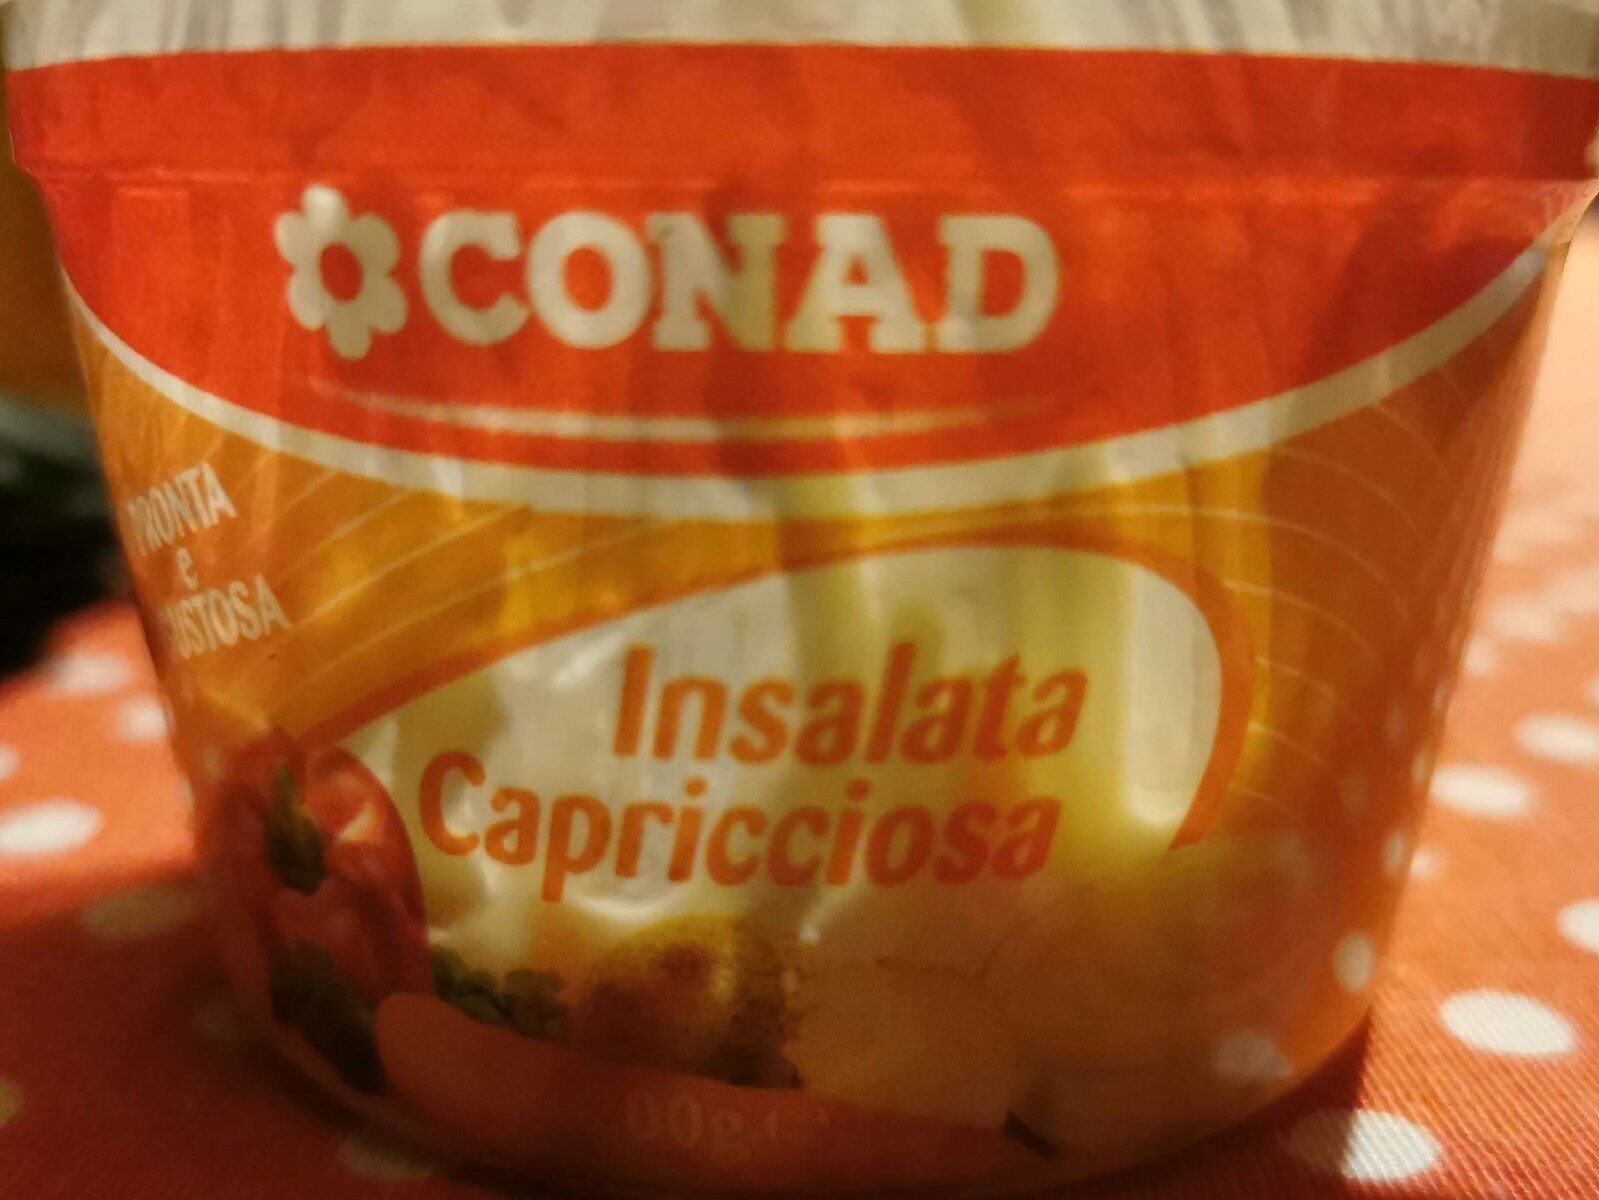 CONAD
PRONTA
e
GUSTOSA
Insalata
Capricciosa